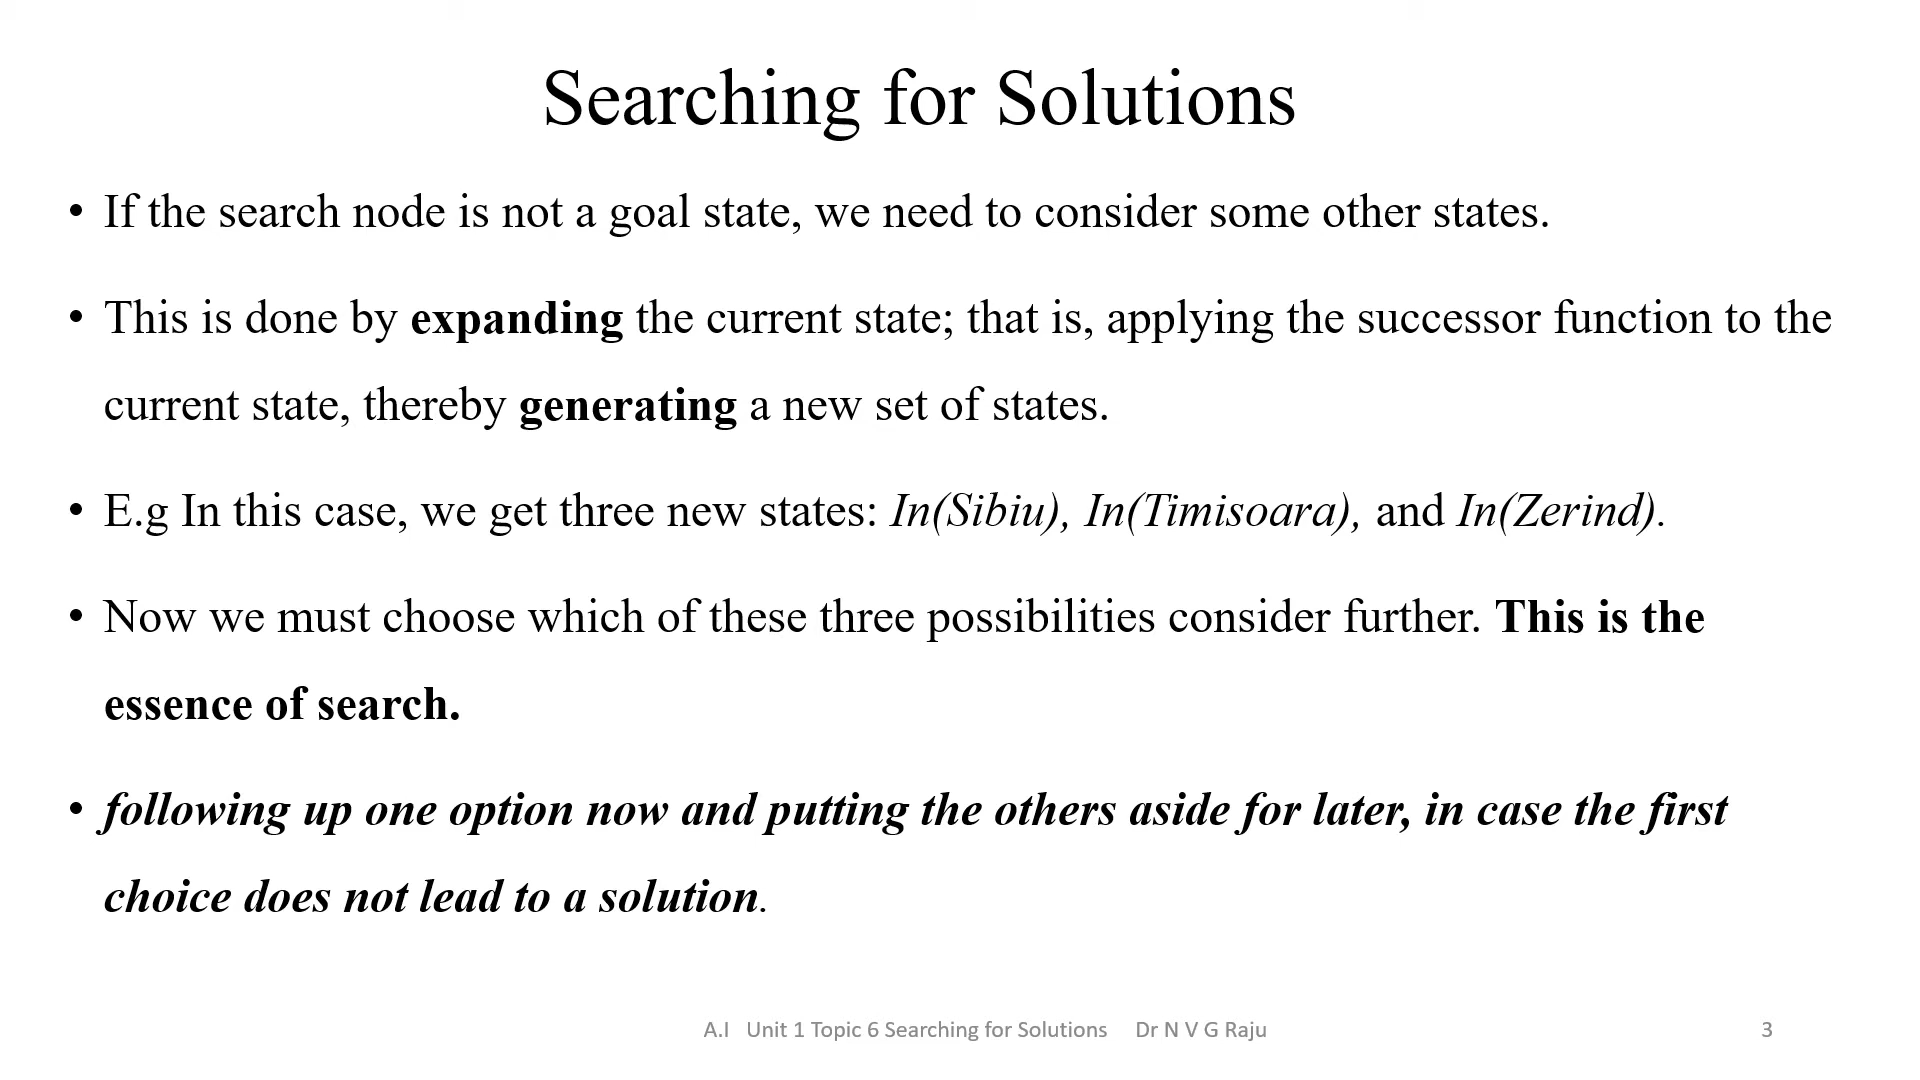 Searching for Solutions
• If the search node is not a goal state, we need to consider some other states.
• This is done by expanding the current state; that is, applying the successor function to the
current state, thereby generating a new set of states.
• E.g In this case, we get three new states: In(Sibiu), In(Timisoara), and In(Zerind).
• Now we must choose which of these three possibilities consider further. This is the
essence of search.
• following up one option now and putting the others aside for later, in case the first
choice does not lead to a solution.
A.I Unit 1 Topic 6 Searching for Solutions Dr N V G Raju 3